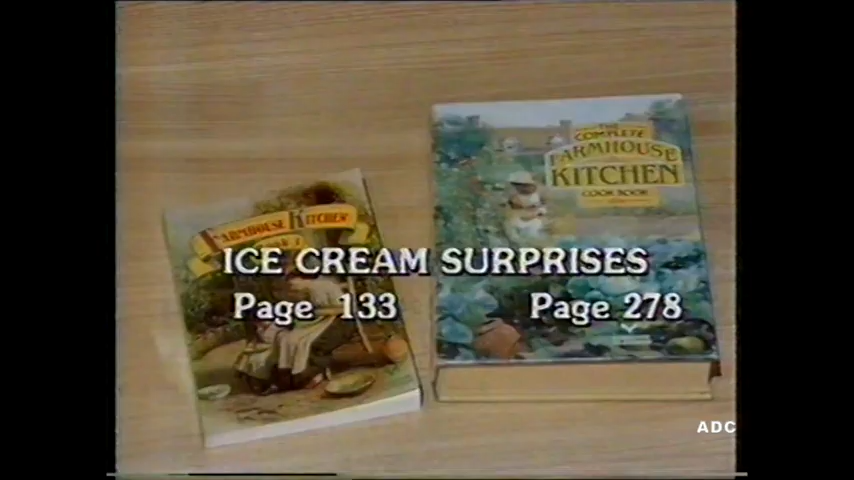 THE
COMPLETE
FARMHOUSE
KITCHEN
COOK BOOK
FARMHOUSE KITCHEN
ICE CREAM SURPRISES
Page 133
Page 278
ADC